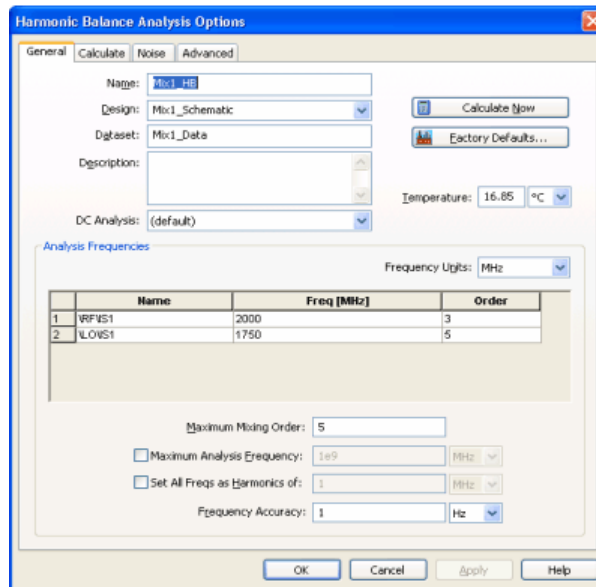 Harmonic Balance Analysis Options
General Calculate Noise Advanced
Name: Mix1_HB
Design: Mix1_Schematic
Calculate Now
Dataset: Mix1_Data
Factory Defaults...
Description:
Temperature: 16.85 °C
DC Analysis: (default)
Analysis Frequencies
Frequency Units: MHz
Name Freq [MHz] Order
1 \RF\IS1 2000 3
2 \LO\IS1 1750 5
Maximum Mixing Order: 5
Maximum Analysis Frequency: 1e9 MHz
Set All Freqs as Harmonics of: 1 MHz
Frequency Accuracy: 1 Hz
OK Cancel Apply Help